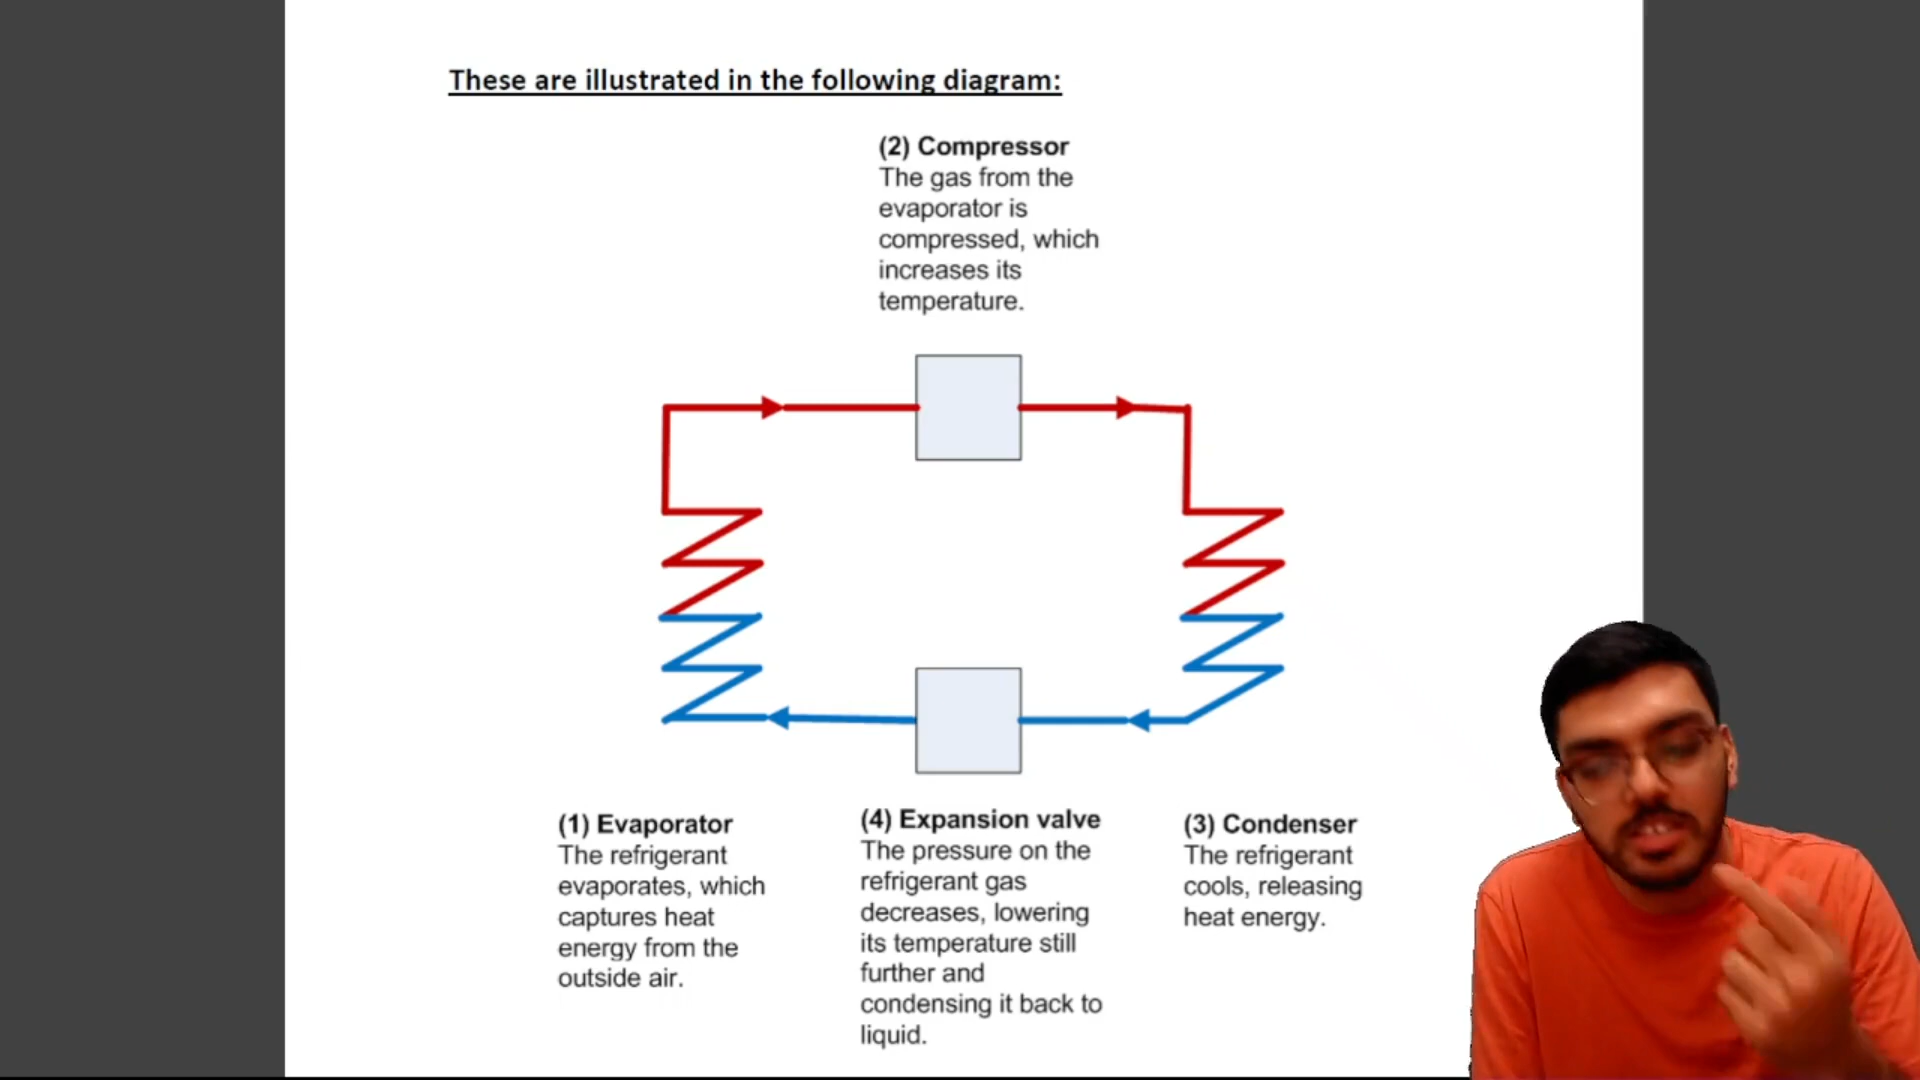 These are illustrated in the following diagram:
(2) Compressor
The gas from the
evaporator is
compressed, which
increases its
temperature.
(1) Evaporator
The refrigerant
evaporates, which
captures heat
energy from the
outside air.
(4) Expansion valve
The pressure on the
refrigerant gas
decreases, lowering
its temperature still
further and
condensing it back to
liquid.
(3) Condenser
The refrigerant
cools, releasing
heat energy.